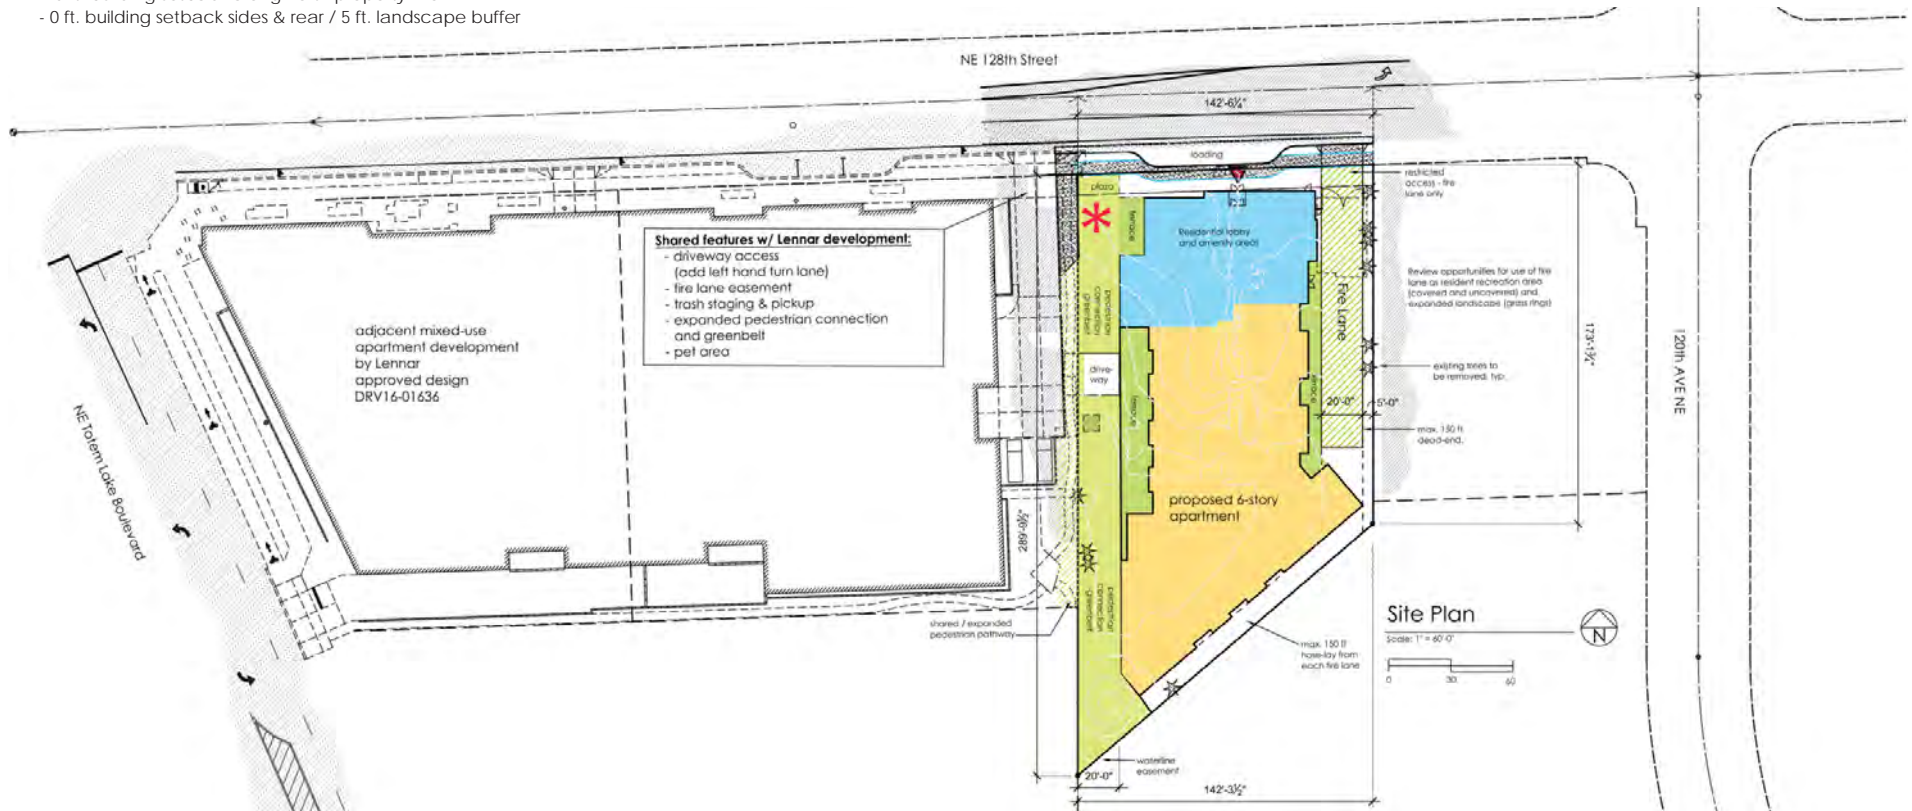 - 0 ft. building setback sides & rear / 5 ft. landscape buffer
NE 128th Street
142'-6¼"
loading
plaza
terrace
Residential lobby
and amenity areas
restricted
access - fire
lane only
Shared features w/ Lennar development:
- driveway access
(add left hand turn lane)
- fire lane easement
- trash staging & pickup
- expanded pedestrian connection
and greenbelt
- pet area
adjacent mixed-use
apartment development
by Lennar
approved design
DRV16-01636
pedestrian
connection
greenbelt
Fire Lane
Review opportunities for use of fire
lane as resident recreation area
(covered and uncovered) and
expanded landscape (grass rings)
173'-1¾"
120th AVE NE
drive-
way
terrace
terrace
existing trees to
be removed, typ.
20'-0"
5'-0"
max. 150 ft
dead-end.
NE Totem Lake Boulevard
proposed 6-story
apartment
289'-9½"
pedestrian
connection
greenbelt
shared / expanded
pedestrian pathway
max. 150 ft
hose-lay from
each fire lane
Site Plan
Scale: 1" = 60'-0"
N
0 30 60
waterline
easement
20'-0"
142'-3½"